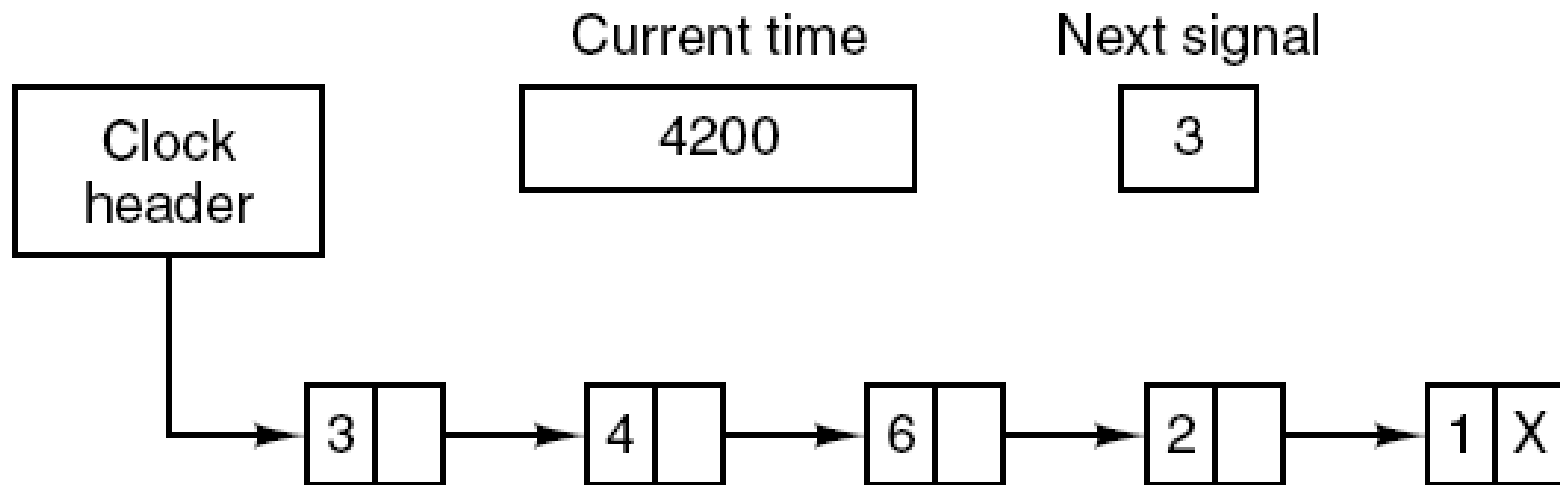 Current time
Next signal
Clock
header
4200
3
3 4 6 2 1 X